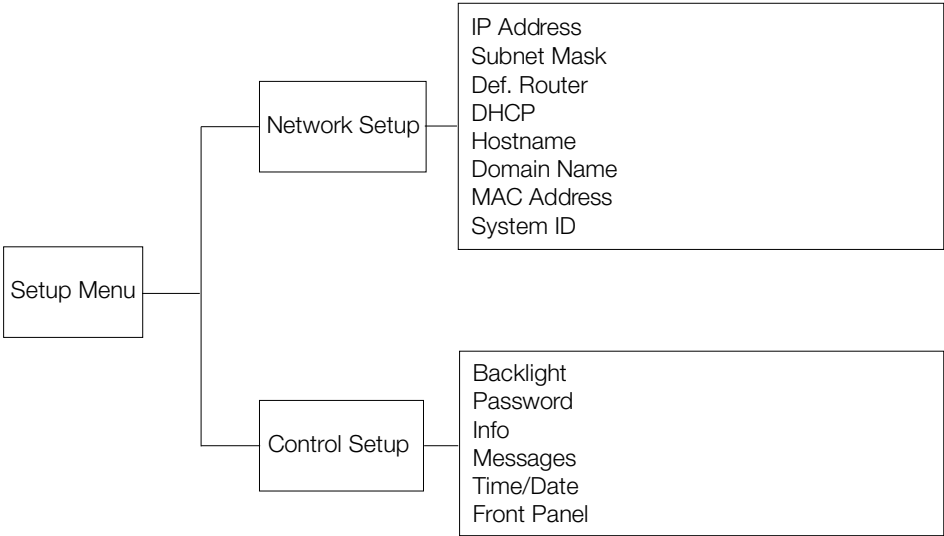 Setup Menu
Network Setup
IP Address
Subnet Mask
Def. Router
DHCP
Hostname
Domain Name
MAC Address
System ID
Control Setup
Backlight
Password
Info
Messages
Time/Date
Front Panel